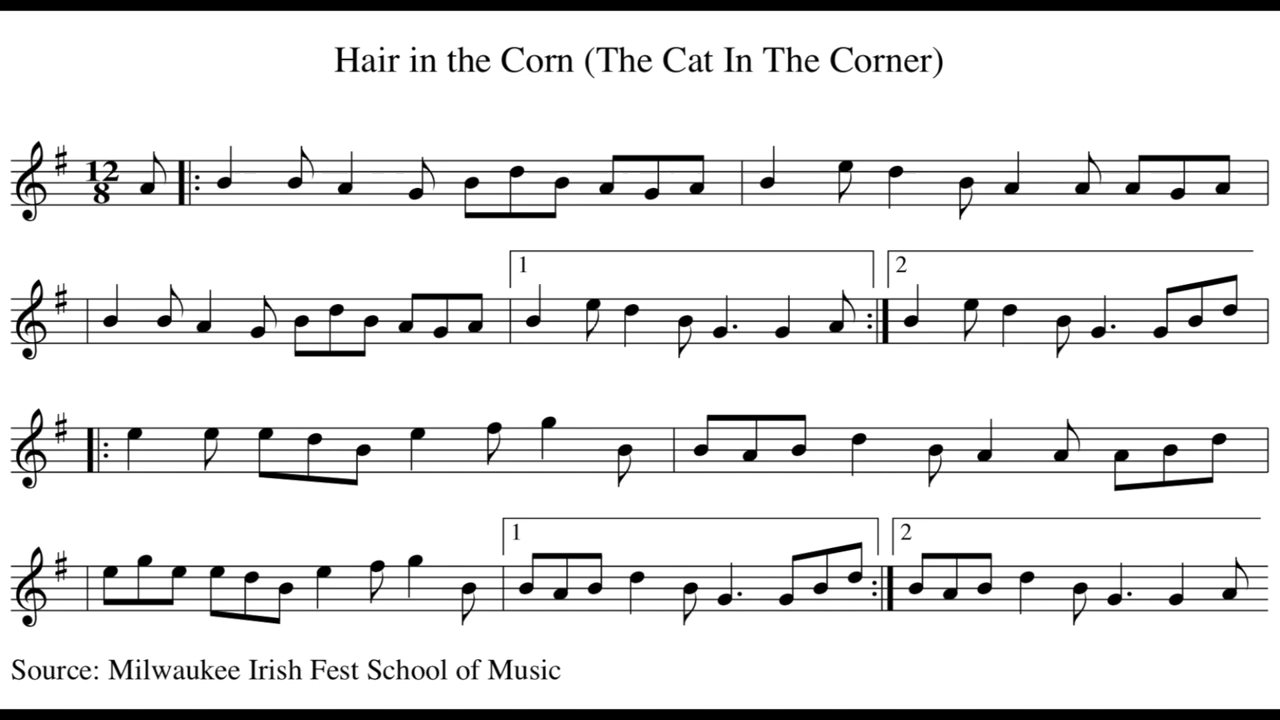 Hair in the Corn (The Cat In The Corner)
12
8
1 2
1 2
Source: Milwaukee Irish Fest School of Music